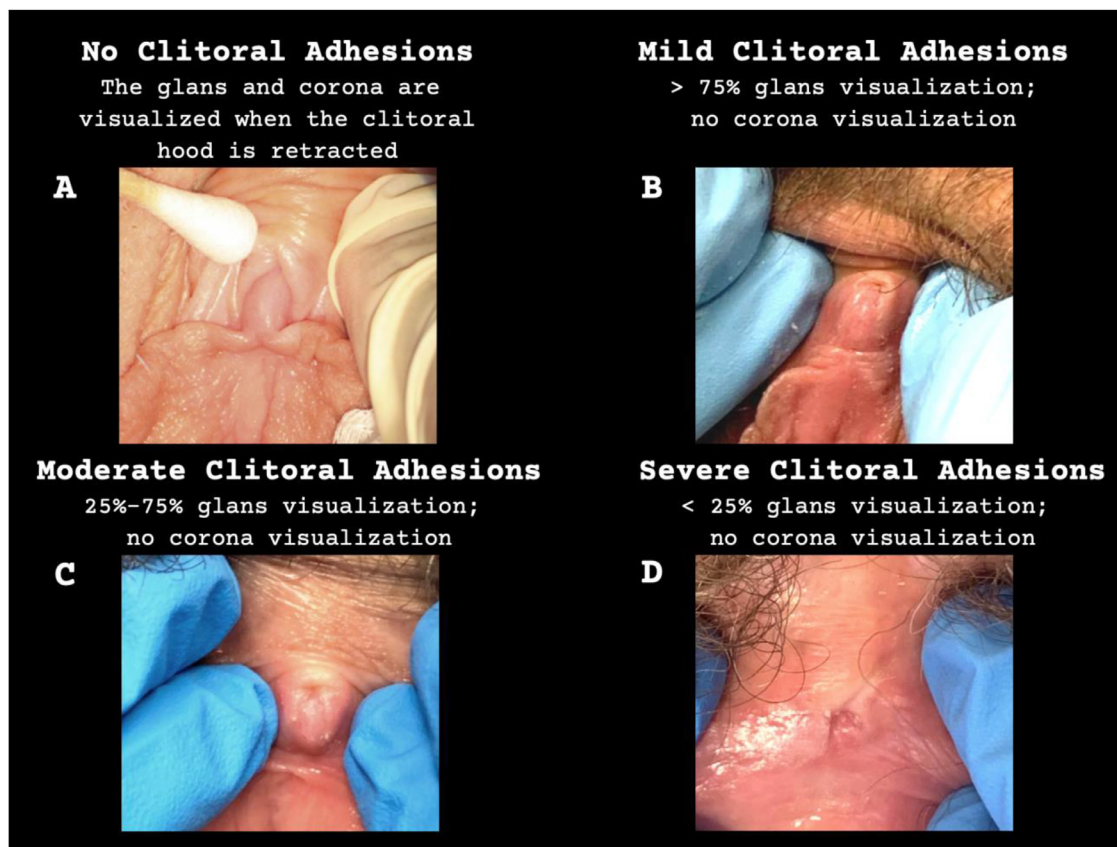 No Clitoral Adhesions
The glans and corona are
visualized when the clitoral
hood is retracted
A
Mild Clitoral Adhesions
> 75% glans visualization;
no corona visualization
B
Moderate Clitoral Adhesions
25%-75% glans visualization;
no corona visualization
C
Severe Clitoral Adhesions
< 25% glans visualization;
no corona visualization
D